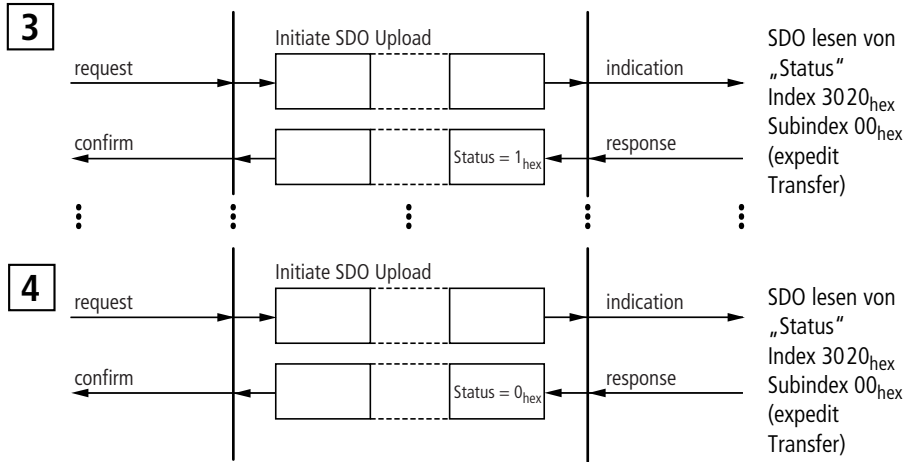 3
Initiate SDO Upload
request
indication
confirm
Status = 1hex
response
SDO lesen von
„Status“
Index 3020hex
Subindex 00hex
(expedit
Transfer)
4
Initiate SDO Upload
request
indication
confirm
Status = 0hex
response
SDO lesen von
„Status“
Index 3020hex
Subindex 00hex
(expedit
Transfer)